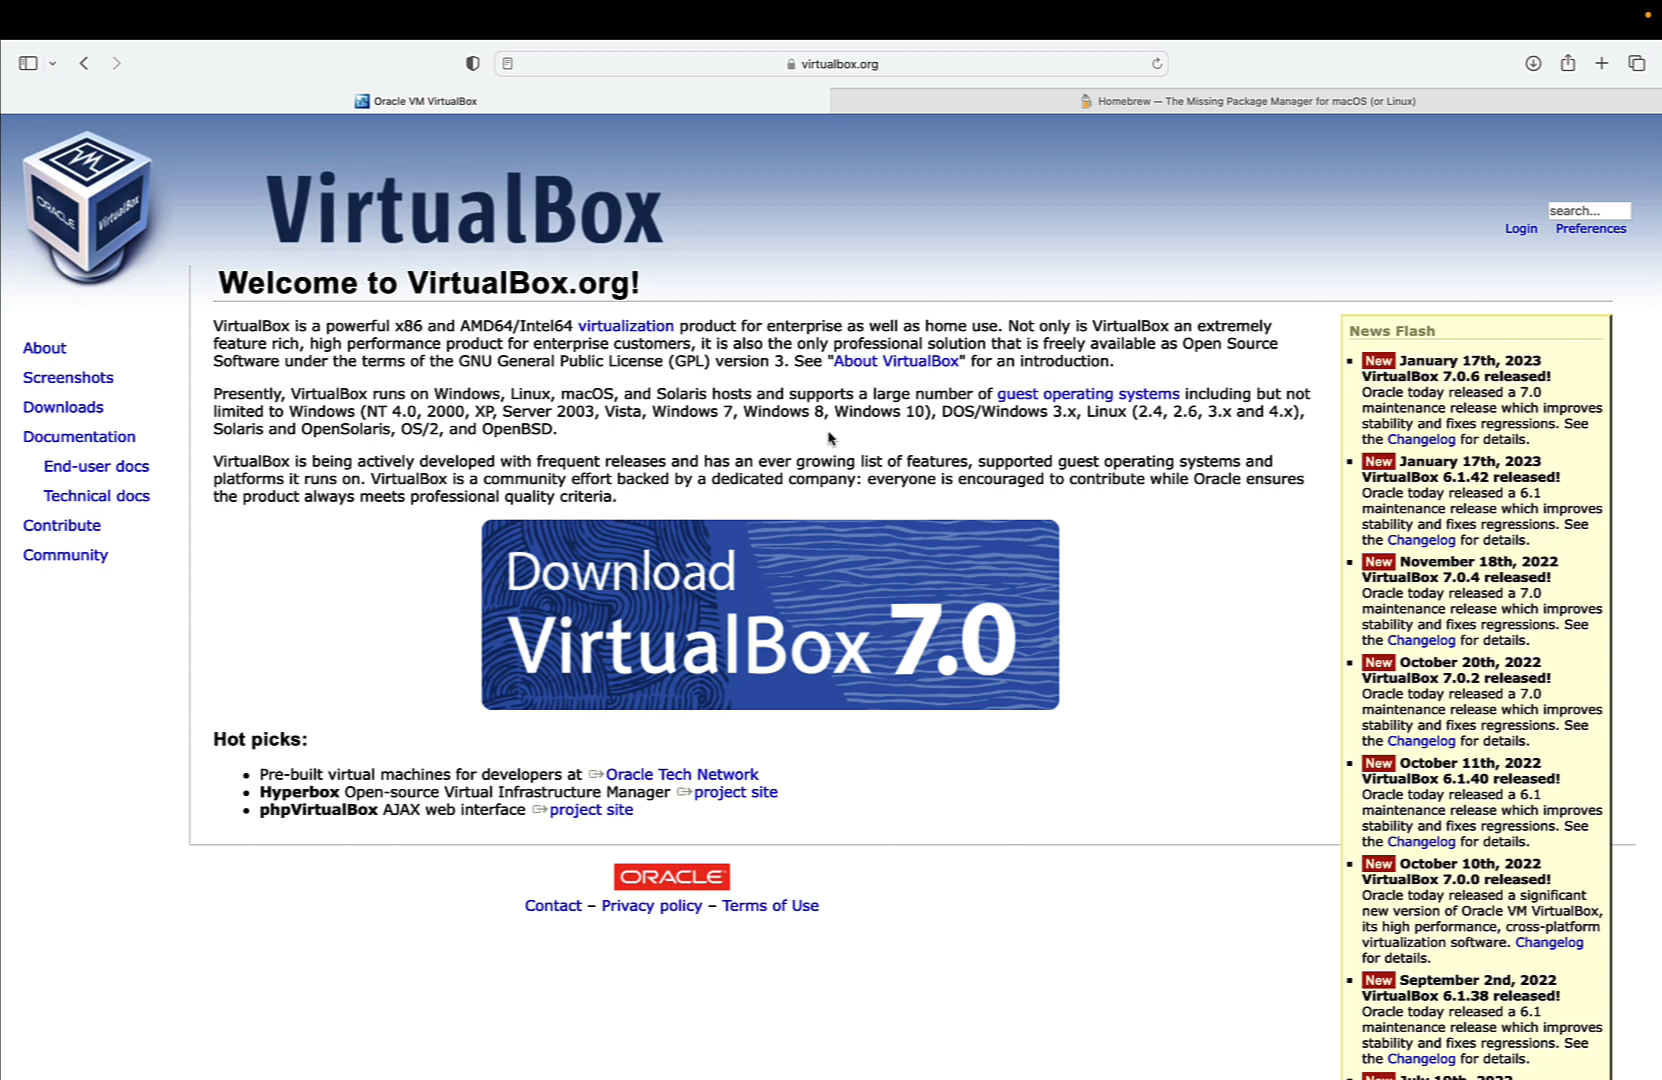 virtualbox.org
Oracle VM VirtualBox
Homebrew — The Missing Package Manager for macOS (or Linux)
ORACLE
VirtualBox
VirtualBox
search...
Login Preferences
Welcome to VirtualBox.org!
About
Screenshots
Downloads
Documentation
End-user docs
Technical docs
Contribute
Community
VirtualBox is a powerful x86 and AMD64/Intel64 virtualization product for enterprise as well as home use. Not only is VirtualBox an extremely
feature rich, high performance product for enterprise customers, it is also the only professional solution that is freely available as Open Source
Software under the terms of the GNU General Public License (GPL) version 3. See "About VirtualBox" for an introduction.
Presently, VirtualBox runs on Windows, Linux, macOS, and Solaris hosts and supports a large number of guest operating systems including but not
limited to Windows (NT 4.0, 2000, XP, Server 2003, Vista, Windows 7, Windows 8, Windows 10), DOS/Windows 3.x, Linux (2.4, 2.6, 3.x and 4.x),
Solaris and OpenSolaris, OS/2, and OpenBSD.
VirtualBox is being actively developed with frequent releases and has an ever growing list of features, supported guest operating systems and
platforms it runs on. VirtualBox is a community effort backed by a dedicated company: everyone is encouraged to contribute while Oracle ensures
the product always meets professional quality criteria.
Download
VirtualBox 7.0
Hot picks:
Pre-built virtual machines for developers at Oracle Tech Network
Hyperbox Open-source Virtual Infrastructure Manager project site
phpVirtualBox AJAX web interface project site
ORACLE
Contact – Privacy policy – Terms of Use
News Flash
New January 17th, 2023
VirtualBox 7.0.6 released!
Oracle today released a 7.0
maintenance release which improves
stability and fixes regressions. See
the Changelog for details.
New January 17th, 2023
VirtualBox 6.1.42 released!
Oracle today released a 6.1
maintenance release which improves
stability and fixes regressions. See
the Changelog for details.
New November 18th, 2022
VirtualBox 7.0.4 released!
Oracle today released a 7.0
maintenance release which improves
stability and fixes regressions. See
the Changelog for details.
New October 20th, 2022
VirtualBox 7.0.2 released!
Oracle today released a 7.0
maintenance release which improves
stability and fixes regressions. See
the Changelog for details.
New October 11th, 2022
VirtualBox 6.1.40 released!
Oracle today released a 6.1
maintenance release which improves
stability and fixes regressions. See
the Changelog for details.
New October 10th, 2022
VirtualBox 7.0.0 released!
Oracle today released a significant
new version of Oracle VM VirtualBox,
its high performance, cross-platform
virtualization software. Changelog
for details.
New September 2nd, 2022
VirtualBox 6.1.38 released!
Oracle today released a 6.1
maintenance release which improves
stability and fixes regressions. See
the Changelog for details.